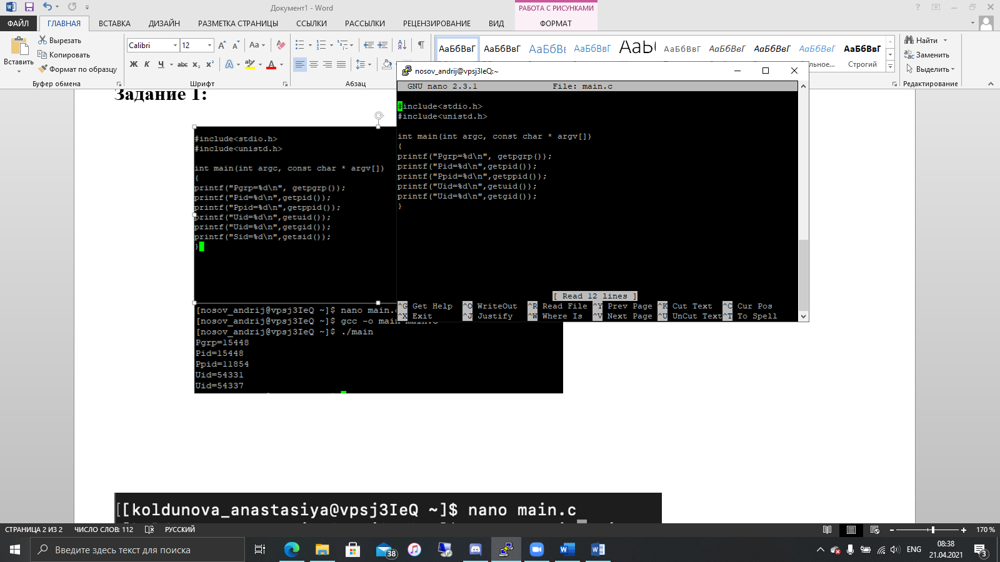 Документ1 - Word
РАБОТА С РИСУНКАМИ
ФАЙЛ ГЛАВНАЯ ВСТАВКА ДИЗАЙН РАЗМЕТКА СТРАНИЦЫ ССЫЛКИ РАССЫЛКИ РЕЦЕНЗИРОВАНИЕ ВИД ФОРМАТ
Вставить
Вырезать
Копировать
Формат по образцу
Буфер обмена
Calibri 12
Ж К Ч abc x₂ x²
Шрифт
Абзац
АаБбВвГ АаБбВвГ АаБбВв АаБбВвГ АаБ АаБбВвГ АаБбВвГ АаБбВвГ АаБбВвГ АаБбВвГ
льное... Строгий
Найти
Заменить
Выделить
Редактирование
Задание 1:
#include<stdio.h>
#include<unistd.h>
int main(int argc, const char * argv[])
{
printf("Pgrp=%d\n", getpgrp());
printf("Pid=%d\n",getpid());
printf("Ppid=%d\n",getppid());
printf("Uid=%d\n",getuid());
printf("Uid=%d\n",getgid());
printf("Sid=%d\n",getsid());
}
[nosov_andrij@vpsj3IeQ ~]$ nano main.
[nosov_andrij@vpsj3IeQ ~]$ gcc -o main main.c
[nosov_andrij@vpsj3IeQ ~]$ ./main
Pgrp=15448
Pid=15448
Ppid=11854
Uid=54331
Uid=54337
nosov_andrij@vpsj3IeQ:~
GNU nano 2.3.1 File: main.c
#include<stdio.h>
#include<unistd.h>
int main(int argc, const char * argv[])
{
printf("Pgrp=%d\n", getpgrp());
printf("Pid=%d\n",getpid());
printf("Ppid=%d\n",getppid());
printf("Uid=%d\n",getuid());
printf("Uid=%d\n",getgid());
}
[ Read 12 lines ]
^G Get Help ^O WriteOut ^R Read File ^Y Prev Page ^K Cut Text ^C Cur Pos
^X Exit ^J Justify ^W Where Is ^V Next Page ^U UnCut Text ^T To Spell
[[koldunova_anastasiya@vpsj3IeQ ~]$ nano main.c
СТРАНИЦА 2 ИЗ 2 ЧИСЛО СЛОВ: 112 РУССКИЙ 170 %
Введите здесь текст для поиска
38
ENG
08:38
21.04.2021
3